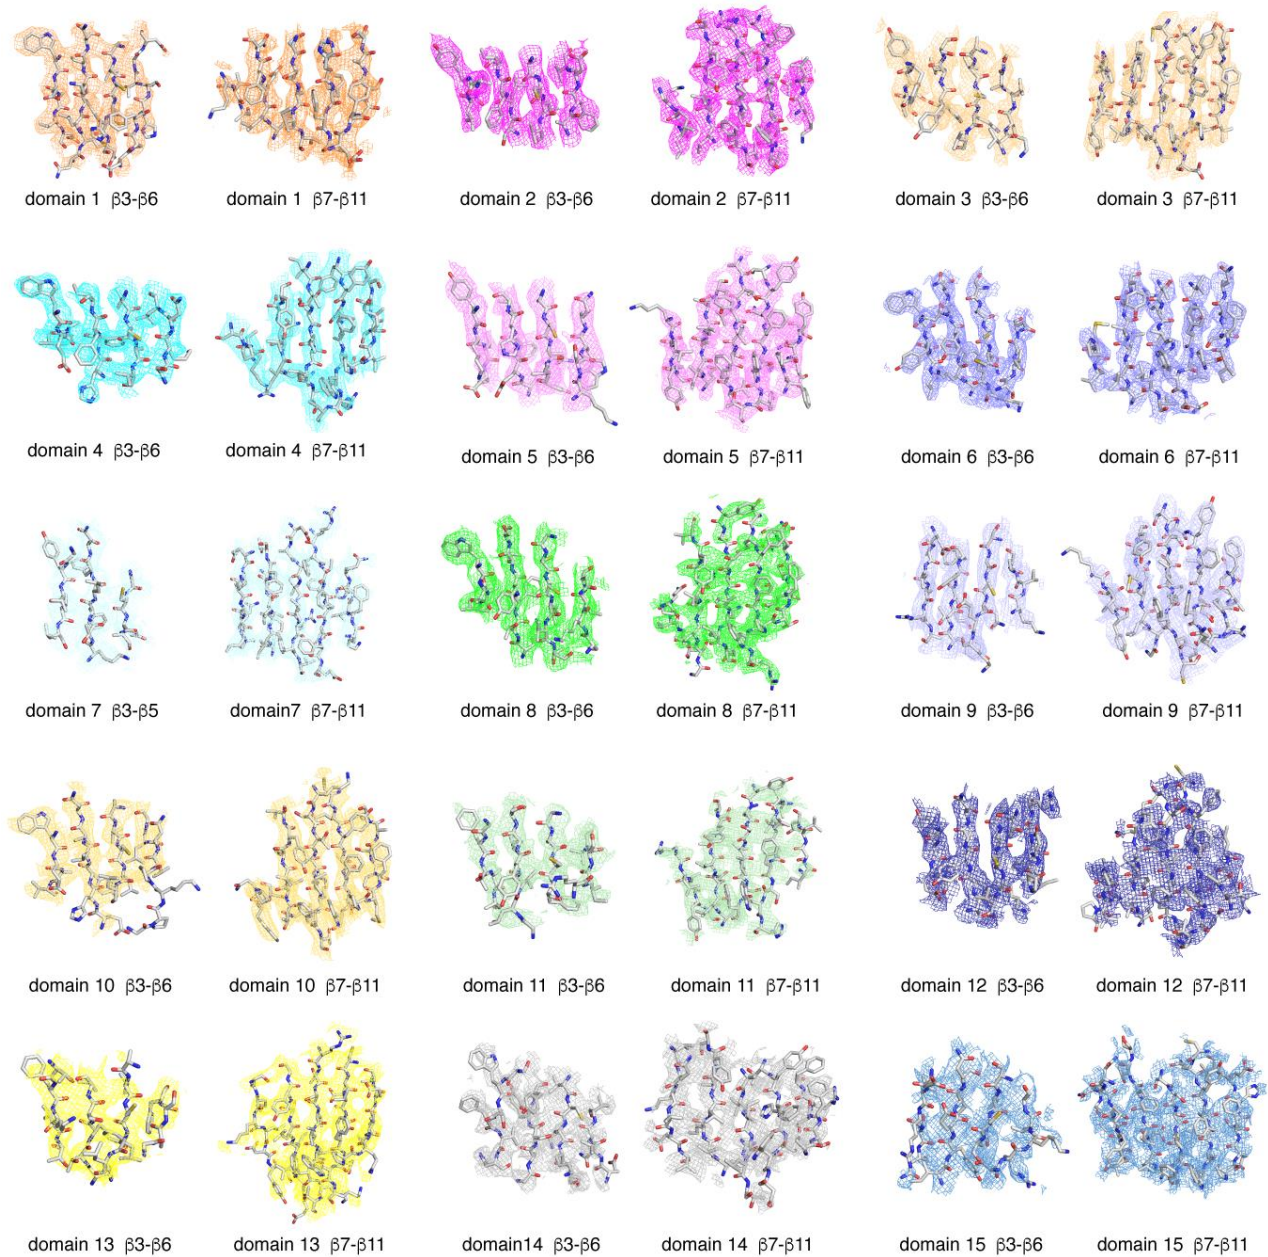 domain 1 β3-β6
domain 1 β7-β11
domain 2 β3-β6
domain 2 β7-β11
domain 3 β3-β6
domain 3 β7-β11
domain 4 β3-β6
domain 4 β7-β11
domain 5 β3-β6
domain 5 β7-β11
domain 6 β3-β6
domain 6 β7-β11
domain 7 β3-β5
domain7 β7-β11
domain 8 β3-β6
domain 8 β7-β11
domain 9 β3-β6
domain 9 β7-β11
domain 10 β3-β6
domain 10 β7-β11
domain 11 β3-β6
domain 11 β7-β11
domain 12 β3-β6
domain 12 β7-β11
domain 13 β3-β6
domain 13 β7-β11
domain14 β3-β6
domain 14 β7-β11
domain 15 β3-β6
domain 15 β7-β11